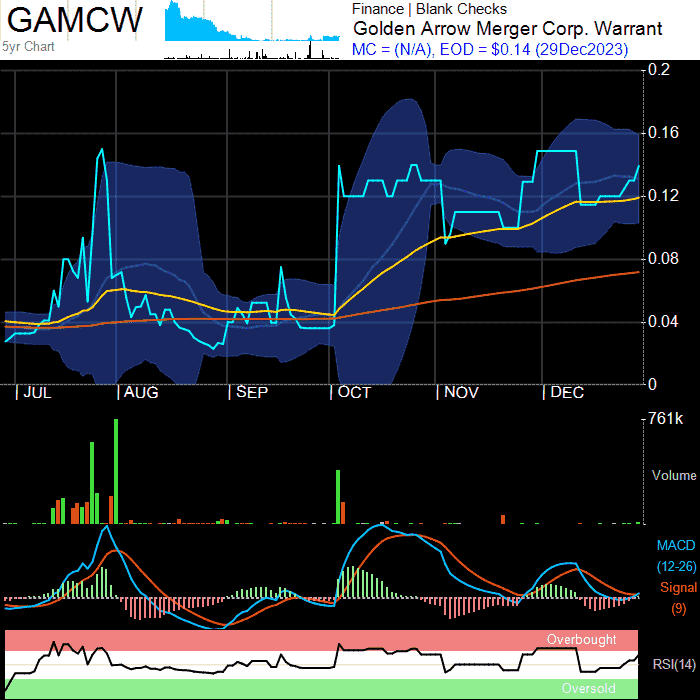 GAMCW
5yr Chart
Finance | Blank Checks
Golden Arrow Merger Corp. Warrant
MC = (N/A), EOD = $0.14 (29Dec2023)
0.2
0.16
0.12
0.08
0.04
0
| JUL | AUG | SEP | OCT | NOV | DEC
761k
Volume
MACD
(12-26)
Signal
(9)
Overbought
RSI(14)
Oversold